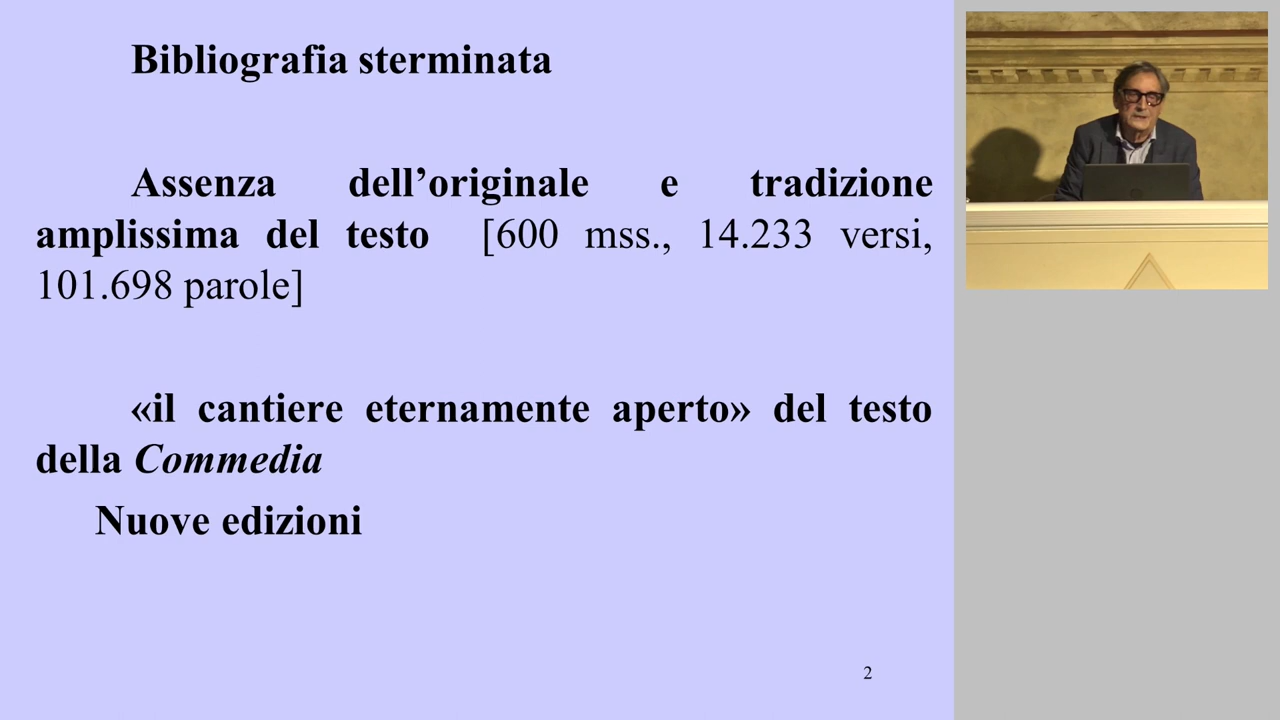 Bibliografia sterminata
Assenza dell’originale e tradizione
amplissima del testo [600 mss., 14.233 versi,
101.698 parole]
«il cantiere eternamente aperto» del testo
della Commedia
Nuove edizioni
2